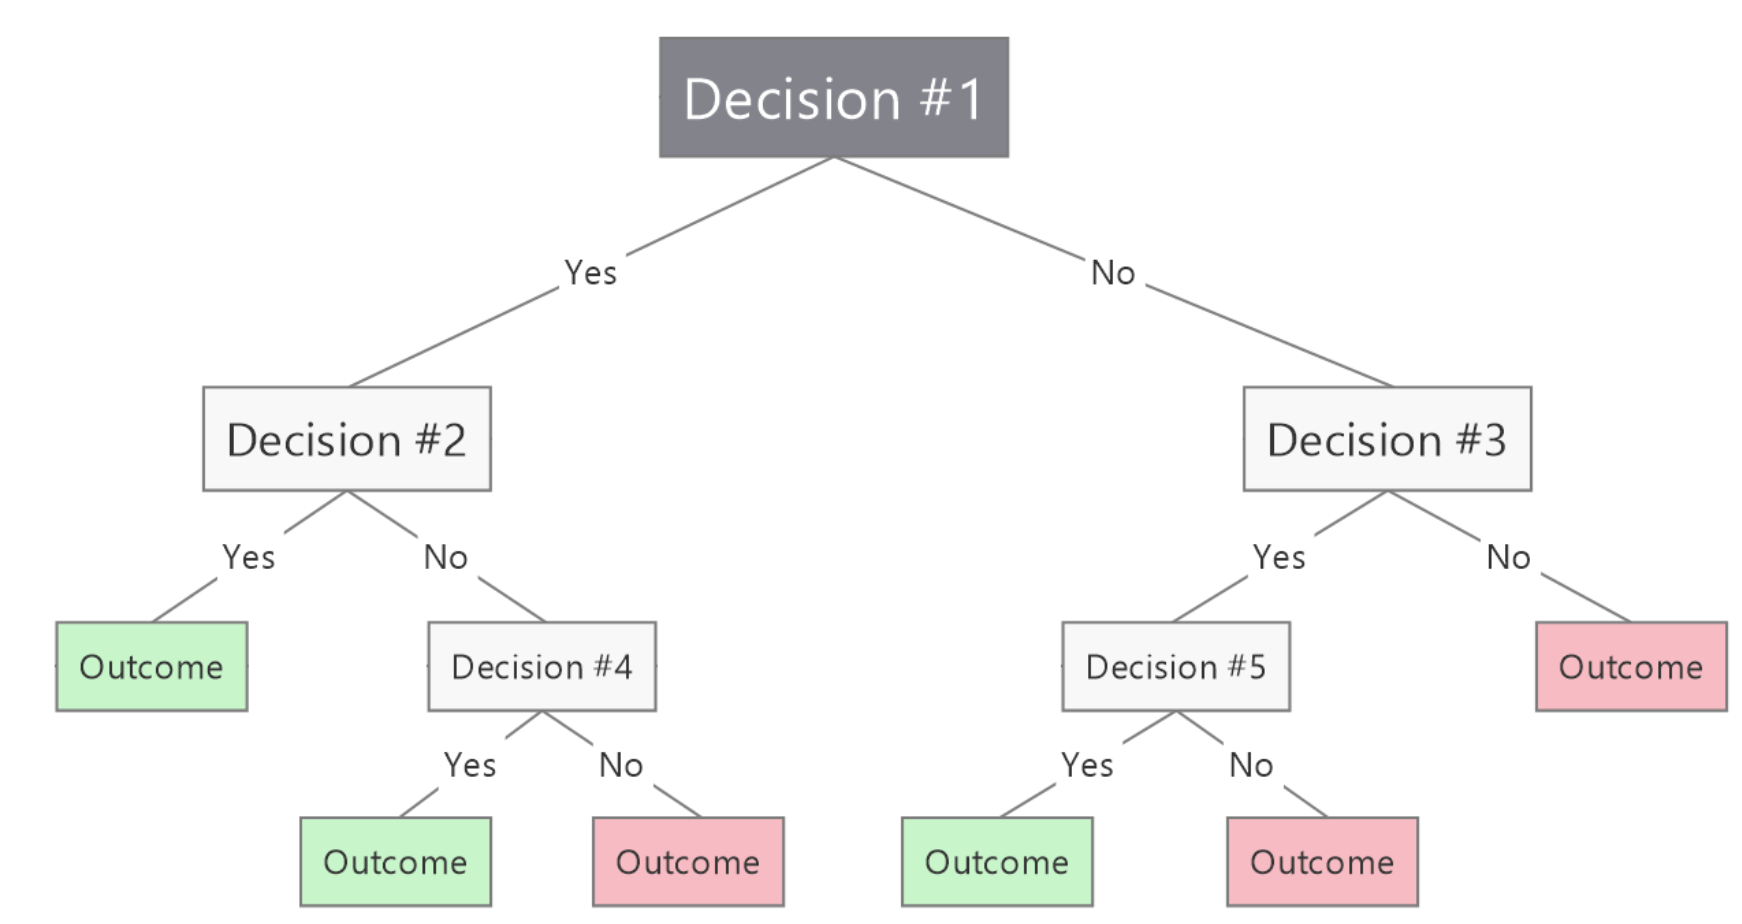 Decision #1
Yes
No
Decision #2
Decision #3
Yes
No
Yes
No
Outcome
Decision #4
Decision #5
Outcome
Yes
No
Yes
No
Outcome
Outcome
Outcome
Outcome